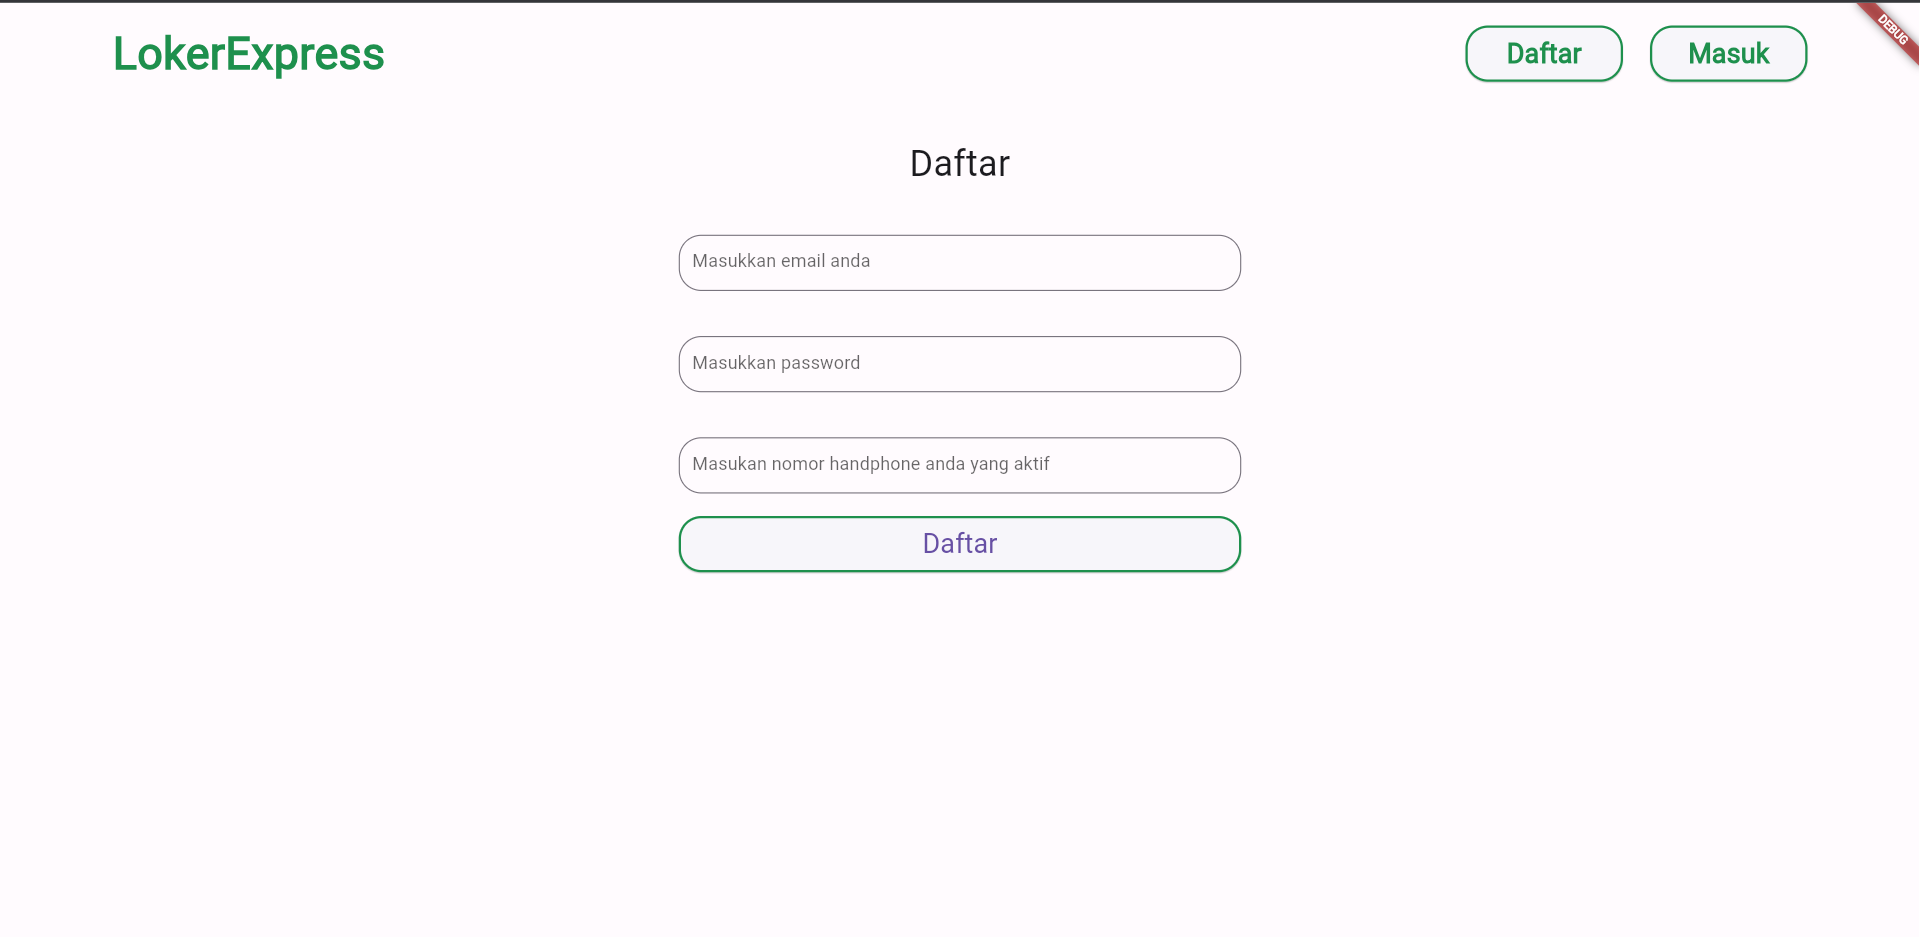 LokerExpress
Daftar
Masuk
DEBUG
Daftar
Masukkan email anda
Masukkan password
Masukan nomor handphone anda yang aktif
Daftar